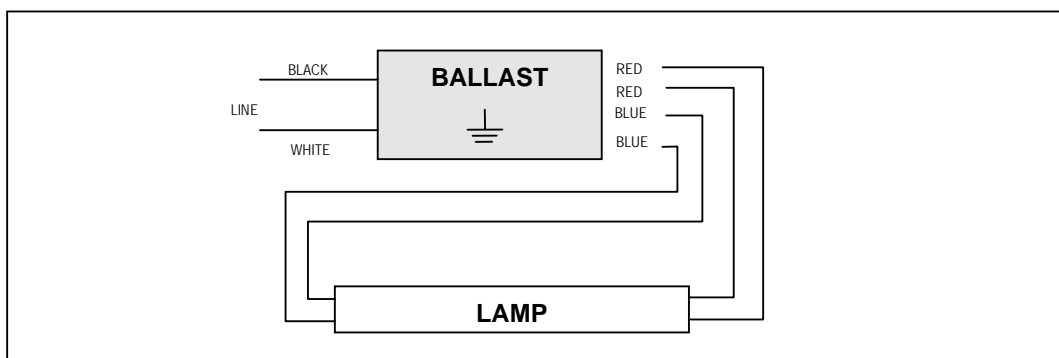 BLACK
BALLAST
RED
RED
LINE
BLUE
WHITE
BLUE
LAMP